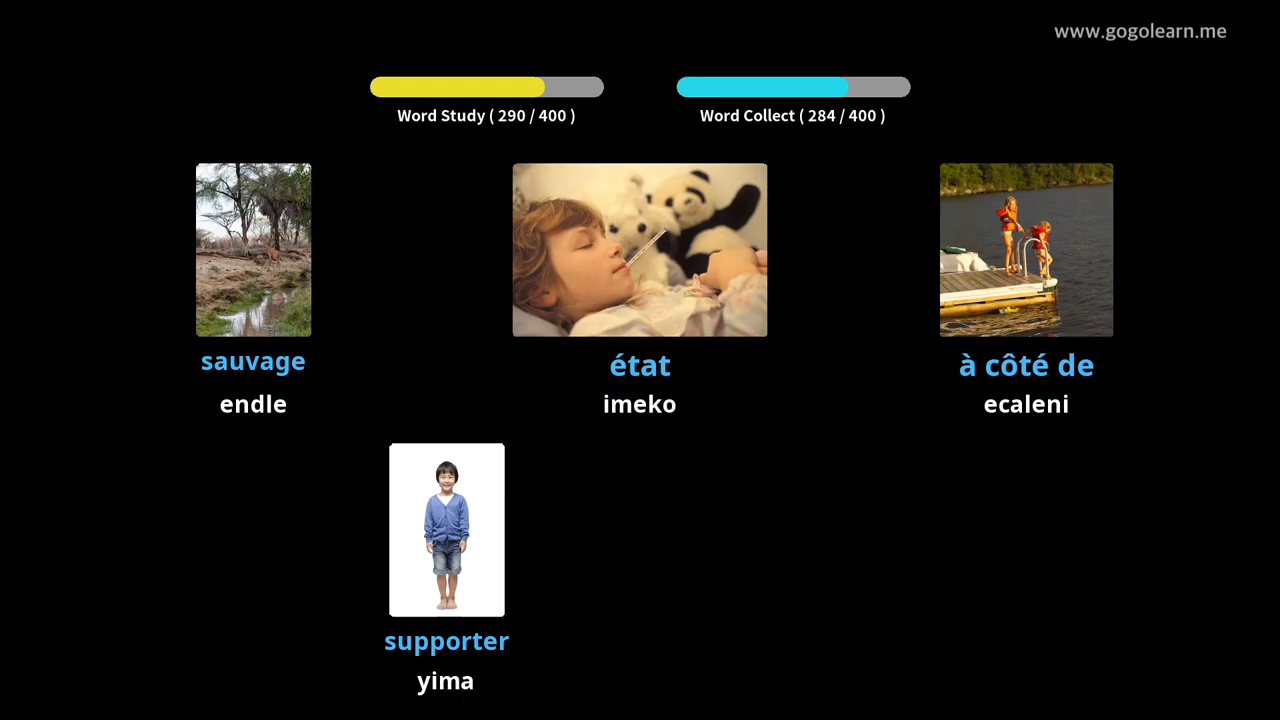 www.gogolearn.me
Word Study ( 290 / 400 )
Word Collect ( 284 / 400 )
sauvage
endle
état
imeko
à côté de
ecaleni
supporter
yima